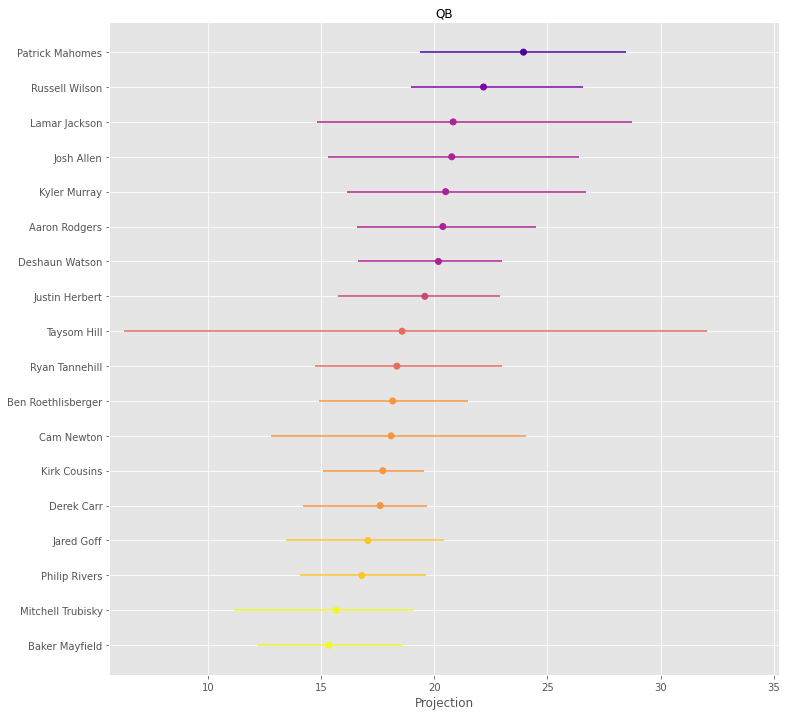 QB
Patrick Mahomes
Russell Wilson
Lamar Jackson
Josh Allen
Kyler Murray
Aaron Rodgers
Deshaun Watson
Justin Herbert
Taysom Hill
Ryan Tannehill
Ben Roethlisberger
Cam Newton
Kirk Cousins
Derek Carr
Jared Goff
Philip Rivers
Mitchell Trubisky
Baker Mayfield
10 15 20 25 30 35
Projection